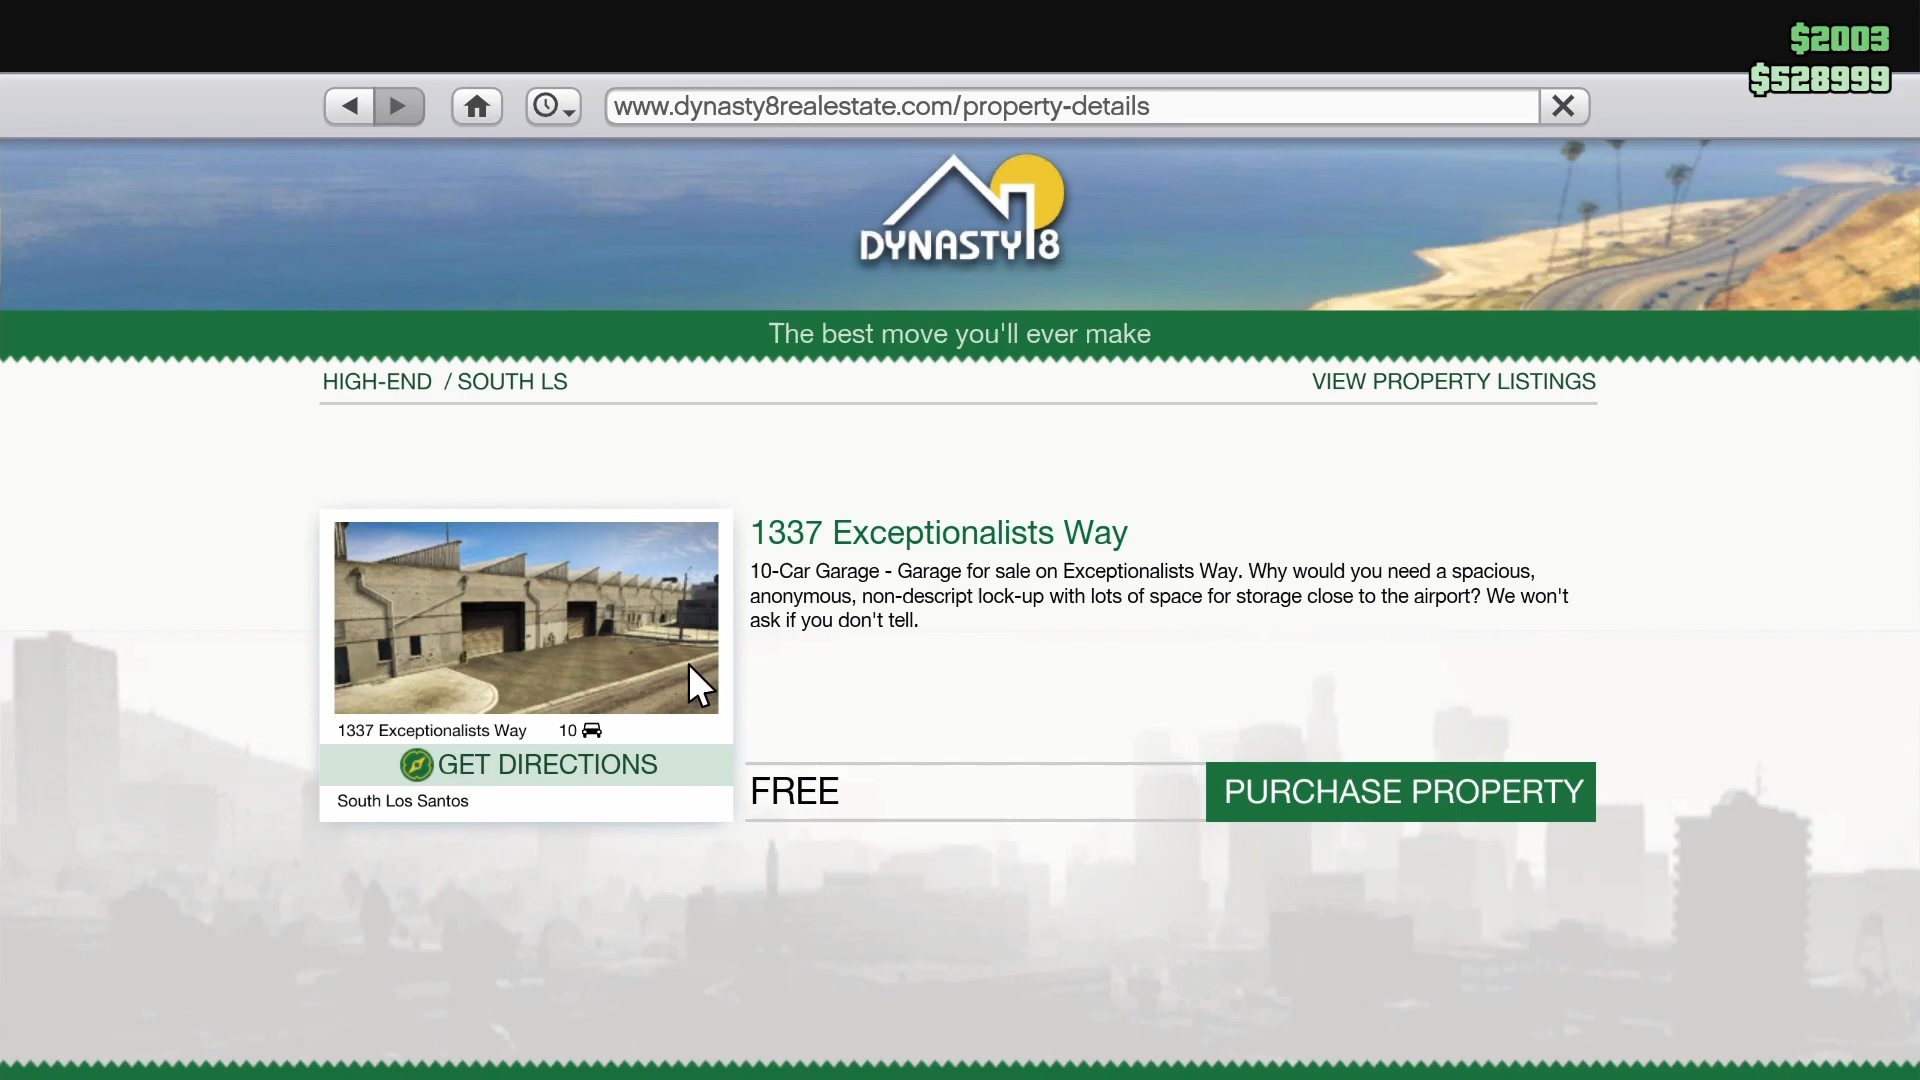 $2003
$528999
www.dynasty8realestate.com/property-details
DYNASTY 8
The best move you'll ever make
HIGH-END / SOUTH LS
VIEW PROPERTY LISTINGS
1337 Exceptionalists Way
10-Car Garage - Garage for sale on Exceptionalists Way. Why would you need a spacious,
anonymous, non-descript lock-up with lots of space for storage close to the airport? We won't
ask if you don't tell.
1337 Exceptionalists Way 10
GET DIRECTIONS
South Los Santos
FREE
PURCHASE PROPERTY